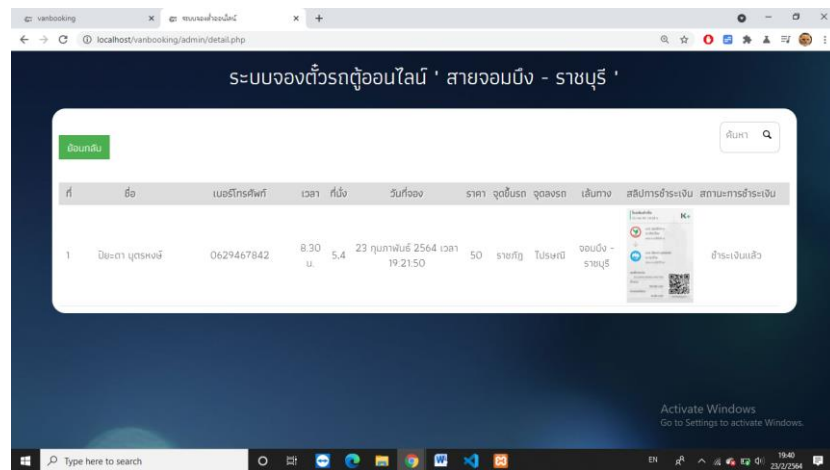 vanbooking
ระบบจองตั๋วออนไลน์
localhost/vanbooking/admin/detail.php
ระบบจองตั๋วรถตู้ออนไลน์ ' สายจอมบึง - ราชบุรี '
ค้นหา
ย้อนกลับ
ที่ ชื่อ เบอร์โทรศัพท์ เวลา ที่นั่ง วันที่จอง ราคา จุดขึ้นรถ จุดลงรถ เส้นทาง สลิปการชำระเงิน สถานะการชำระเงิน
K+
1 ปิยะดา บุตรหงษ์ 0629467842 8.30 น. 5,4 23 กุมภาพันธ์ 2564 เวลา 19:21:50 50 ราชภัฏ ไปรษณี จอมบึง - ราชบุรี ชำระเงินแล้ว
Activate Windows
Go to Settings to activate Windows.
Type here to search
EN
19:40
23/2/2564